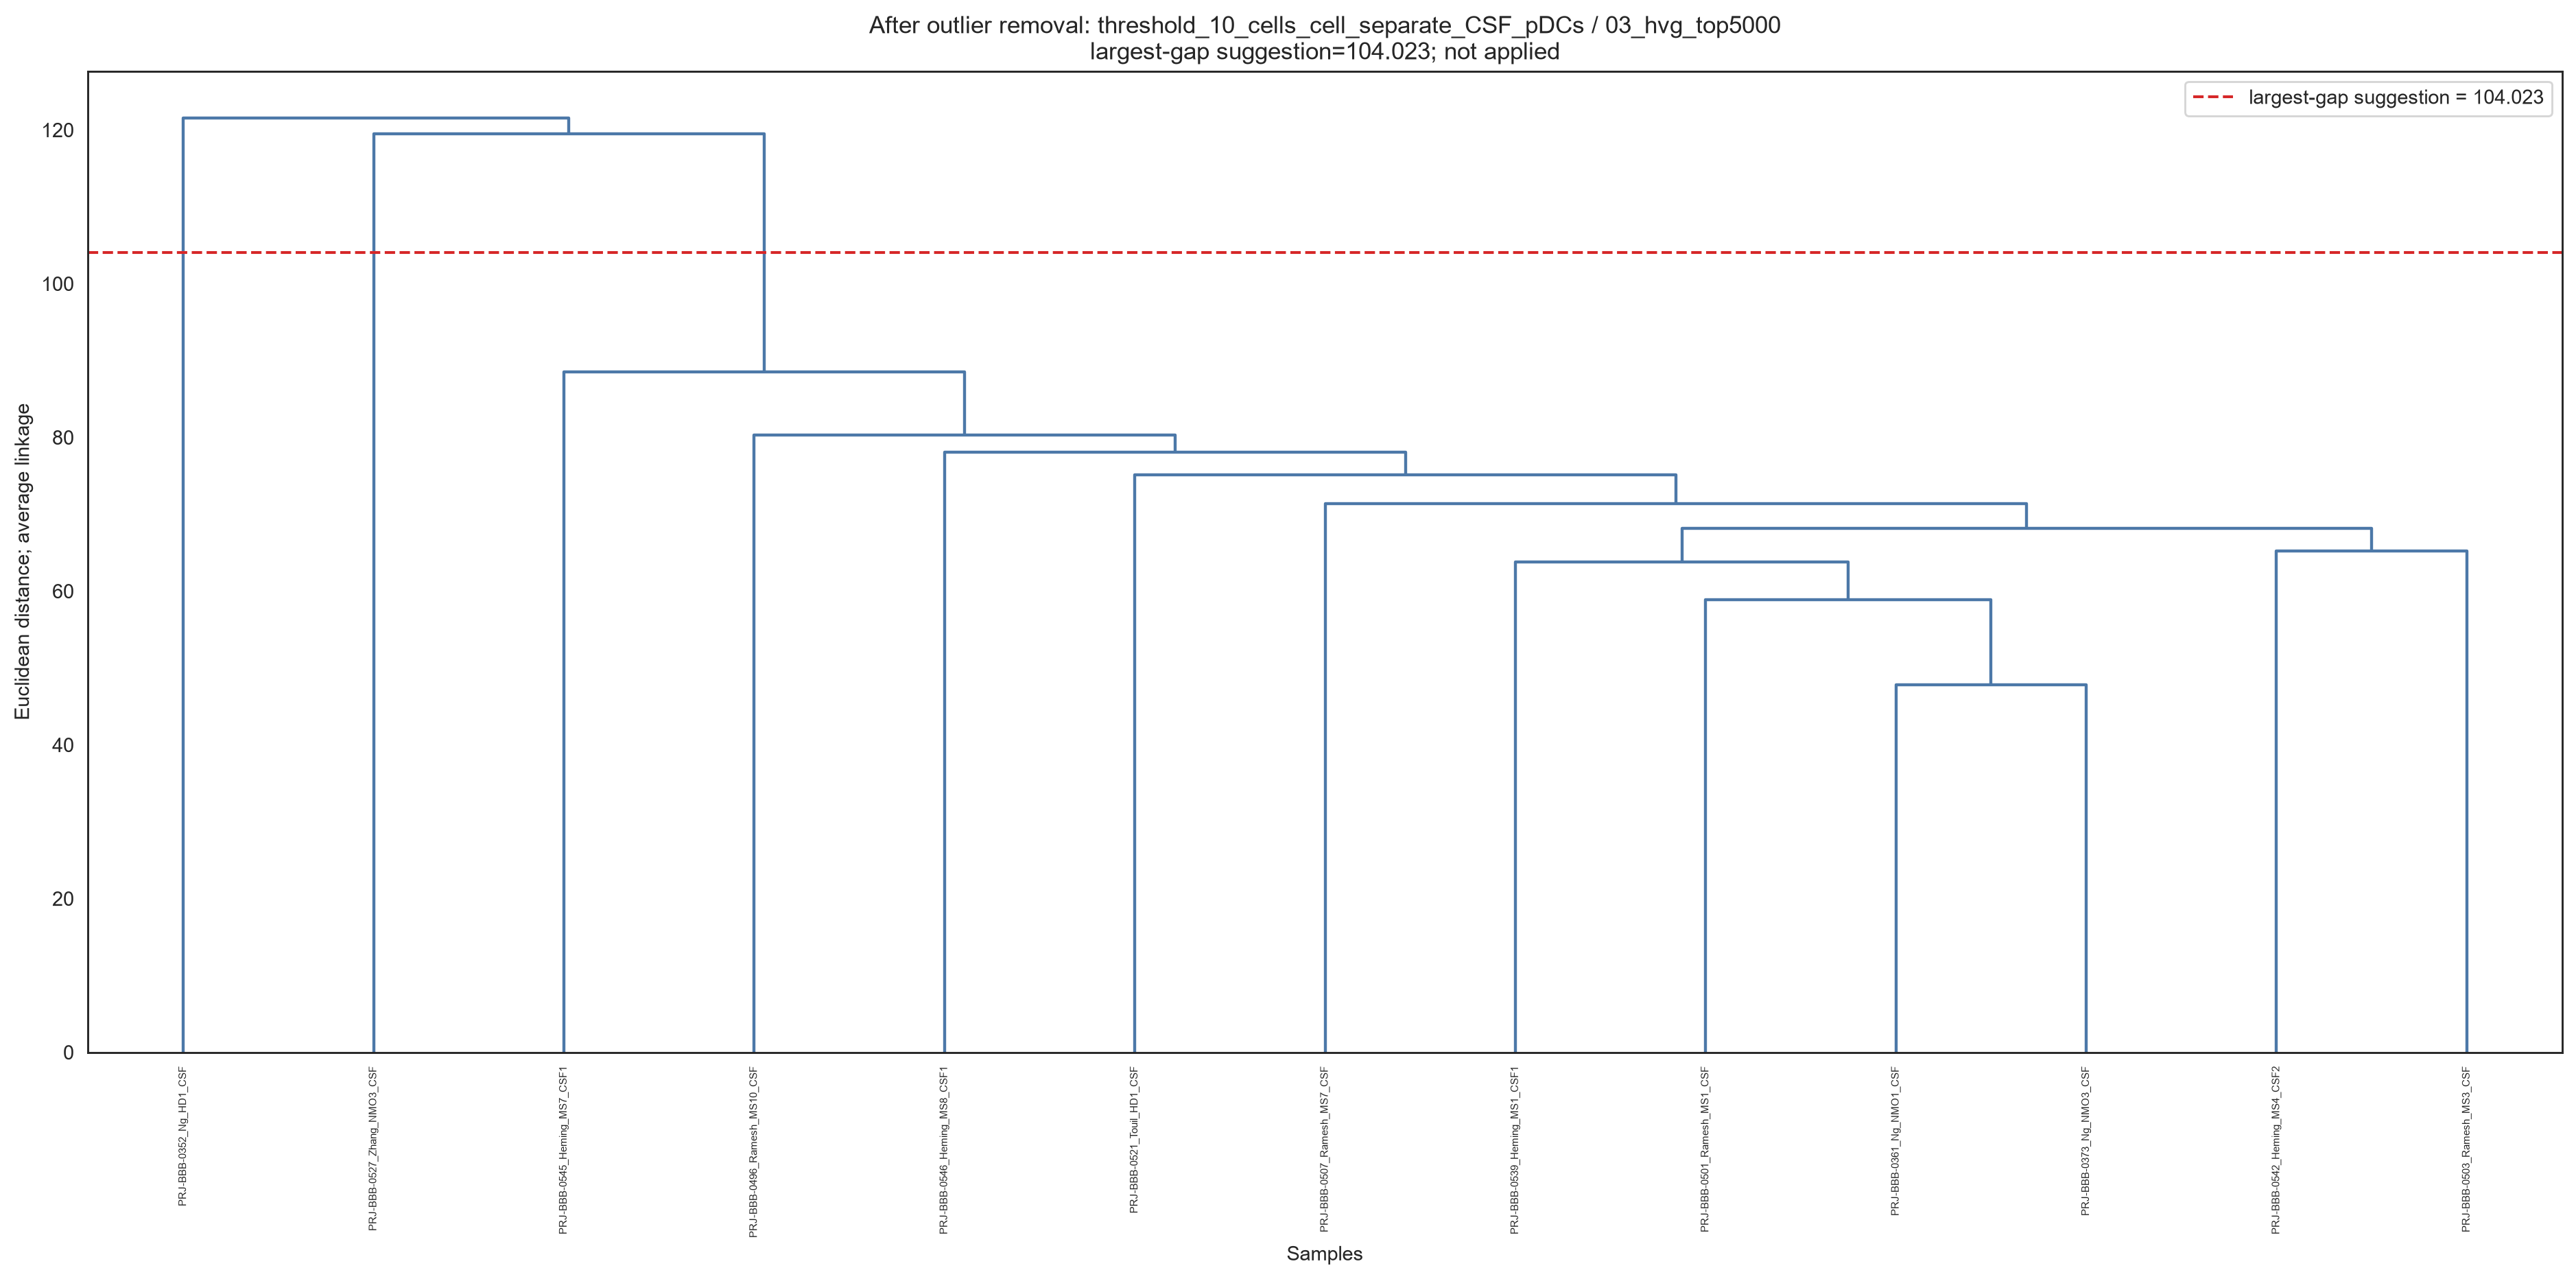 After outlier removal: threshold_10_cells_cell_separate_CSF_pDCs / 03_hvg_top5000
largest-gap suggestion=104.023; not applied
largest-gap suggestion = 104.023
Euclidean distance; average linkage
120
100
80
60
40
20
0
PRJ-BBB-0352_Ng_HD1_CSF
PRJ-BBB-0527_Zhang_NMO3_CSF
PRJ-BBB-0545_Heming_MS7_CSF1
PRJ-BBB-0496_Ramesh_MS10_CSF
PRJ-BBB-0546_Heming_MS8_CSF1
PRJ-BBB-0521_Touil_HD1_CSF
PRJ-BBB-0507_Ramesh_MS7_CSF
PRJ-BBB-0539_Heming_MS1_CSF1
PRJ-BBB-0501_Ramesh_MS1_CSF
PRJ-BBB-0361_Ng_NMO1_CSF
PRJ-BBB-0373_Ng_NMO3_CSF
PRJ-BBB-0542_Heming_MS4_CSF2
PRJ-BBB-0503_Ramesh_MS3_CSF
Samples